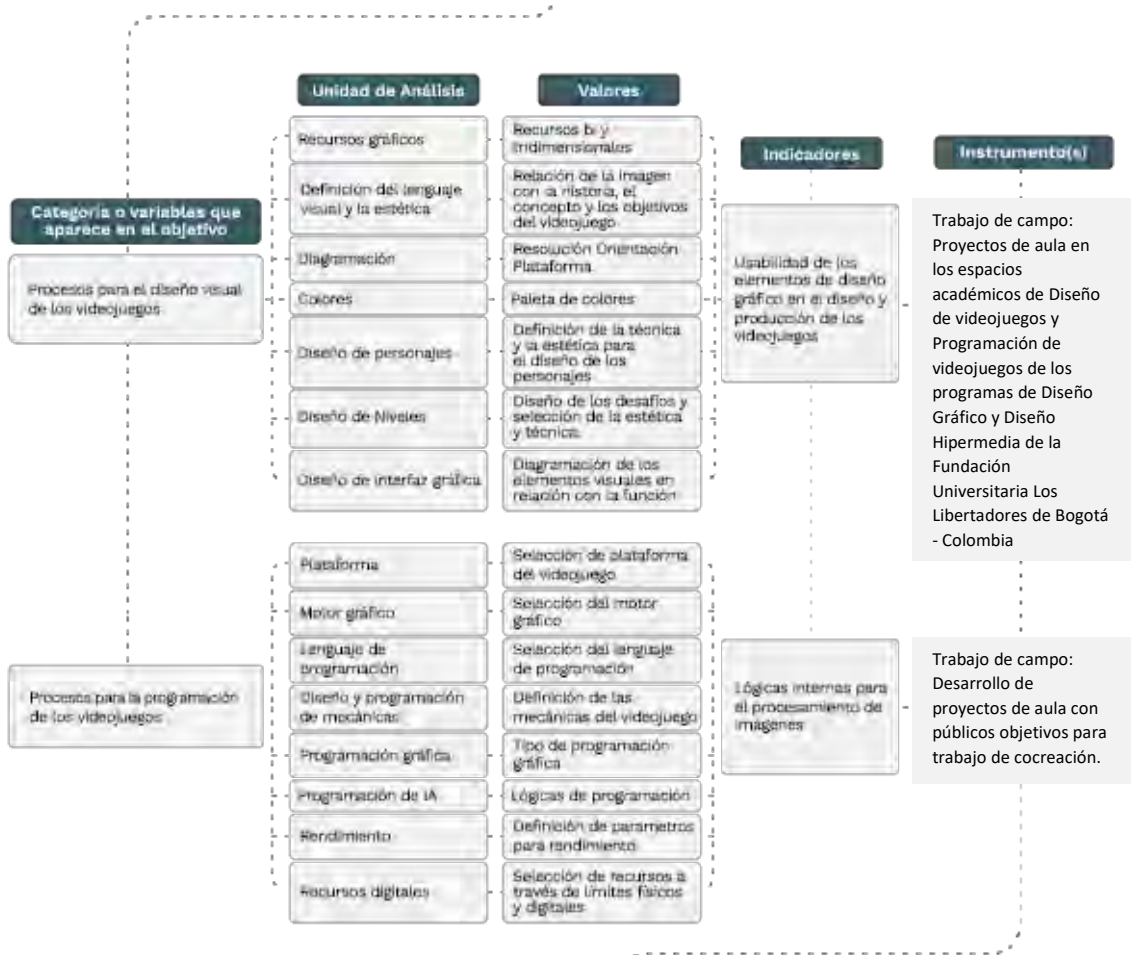 Unidad de Análisis
Valores
Indicadores
Instrumento(s)
Categoría o variables que
aparece en el objetivo
Procesos para el diseño visual
de los videojuegos
Recursos gráficos
Recursos bi y
tridimensionales
Definición del lenguaje
visual y la estética
Relación de la imagen
con la historia, el
concepto y los objetivos
del videojuego
Diagramación
Resolución Orientación
Plataforma
Colores
Paleta de colores
Diseño de personajes
Definición de la técnica
y la estética para
el diseño de los
personajes
Diseño de Niveles
Diseño de los desafíos y
selección de la estética
y técnica.
Diseño de interfaz gráfica
Diagramación de los
elementos visuales en
relación con la función
Usabilidad de los
elementos de diseño
gráfico en el diseño y
producción de los
videojuegos
Trabajo de campo:
Proyectos de aula en
los espacios
académicos de Diseño
de videojuegos y
Programación de
videojuegos de los
programas de Diseño
Gráfico y Diseño
Hipermedia de la
Fundación
Universitaria Los
Libertadores de Bogotá
- Colombia
Procesos para la programación
de los videojuegos
Plataforma
Selección de plataforma
del videojuego
Motor gráfico
Selección del motor
gráfico
Lenguaje de
programación
Selección del lenguaje
de programación
Diseño y programación
de mecánicas
Definición de las
mecánicas del videojuego
Programación gráfica
Tipo de programación
gráfica
Programación de IA
Lógicas de programación
Rendimiento
Definición de parametros
para rendimiento
Recursos digitales
Selección de recursos a
través de límites físicos
y digitales
Lógicas internas para
el procesamiento de
imágenes
Trabajo de campo:
Desarrollo de
proyectos de aula con
públicos objetivos para
trabajo de cocreación.